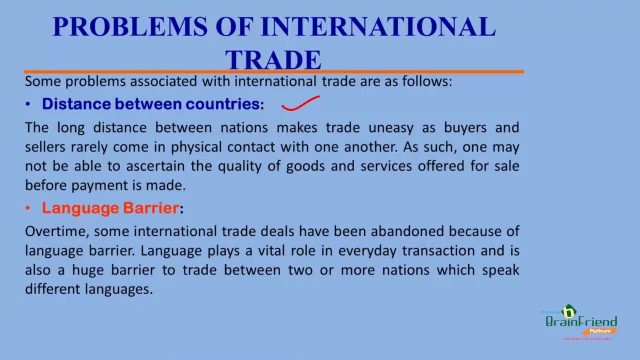 PROBLEMS OF INTERNATIONAL
TRADE
Some problems associated with international trade are as follows:
• Distance between countries:
The long distance between nations makes trade uneasy as buyers and
sellers rarely come in physical contact with one another. As such, one may
not be able to ascertain the quality of goods and services offered for sale
before payment is made.
• Language Barrier:
Overtime, some international trade deals have been abandoned because of
language barrier. Language plays a vital role in everyday transaction and is
also a huge barrier to trade between two or more nations which speak
different languages.
BrainFriend
Platinum